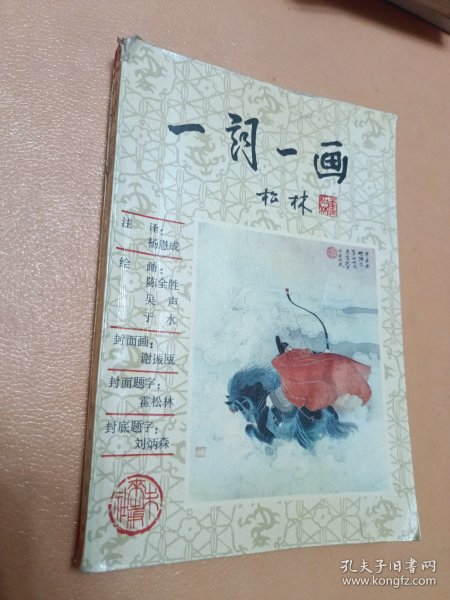 一词一画
松林
注 译：
杨恩成
绘 画：
陈全胜
吴 声
于 水
封面画：
谢振瓯
封面题字：
霍松林
封底题字：
刘炳森
孔夫子旧书网
www.kongfz.com